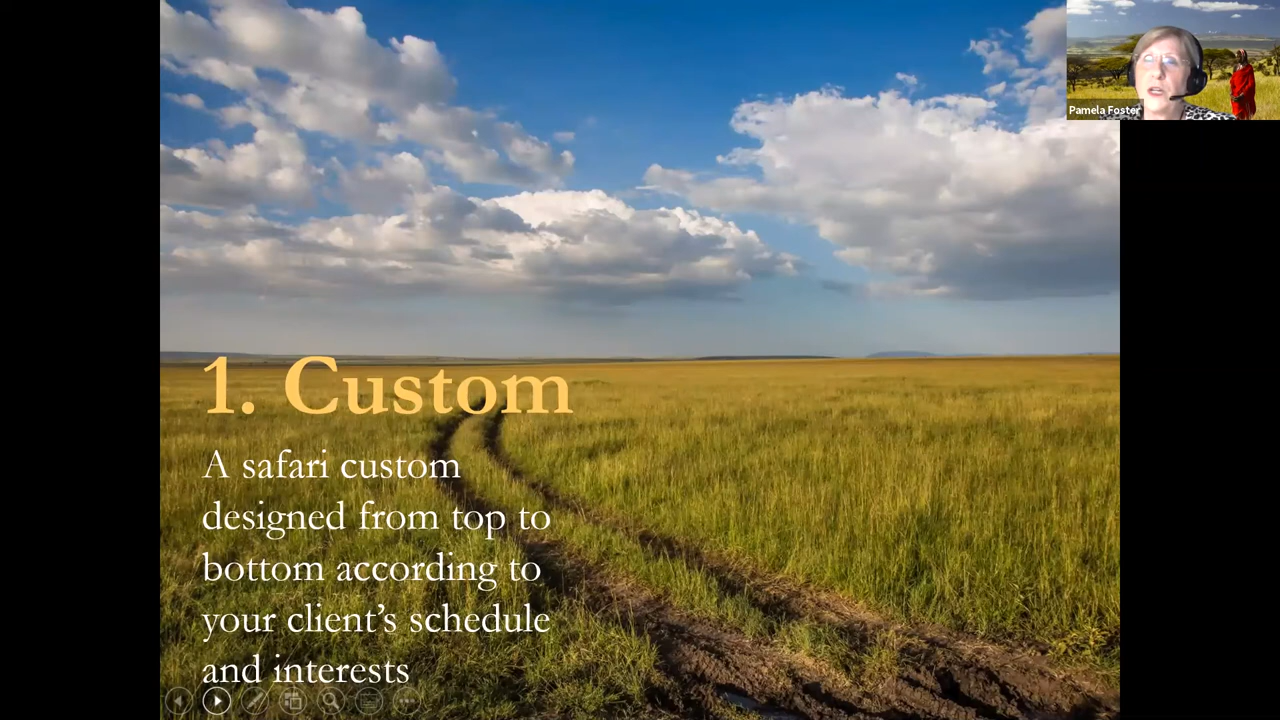 Pamela Foster
1. Custom
A safari custom
designed from top to
bottom according to
your client’s schedule
and interests